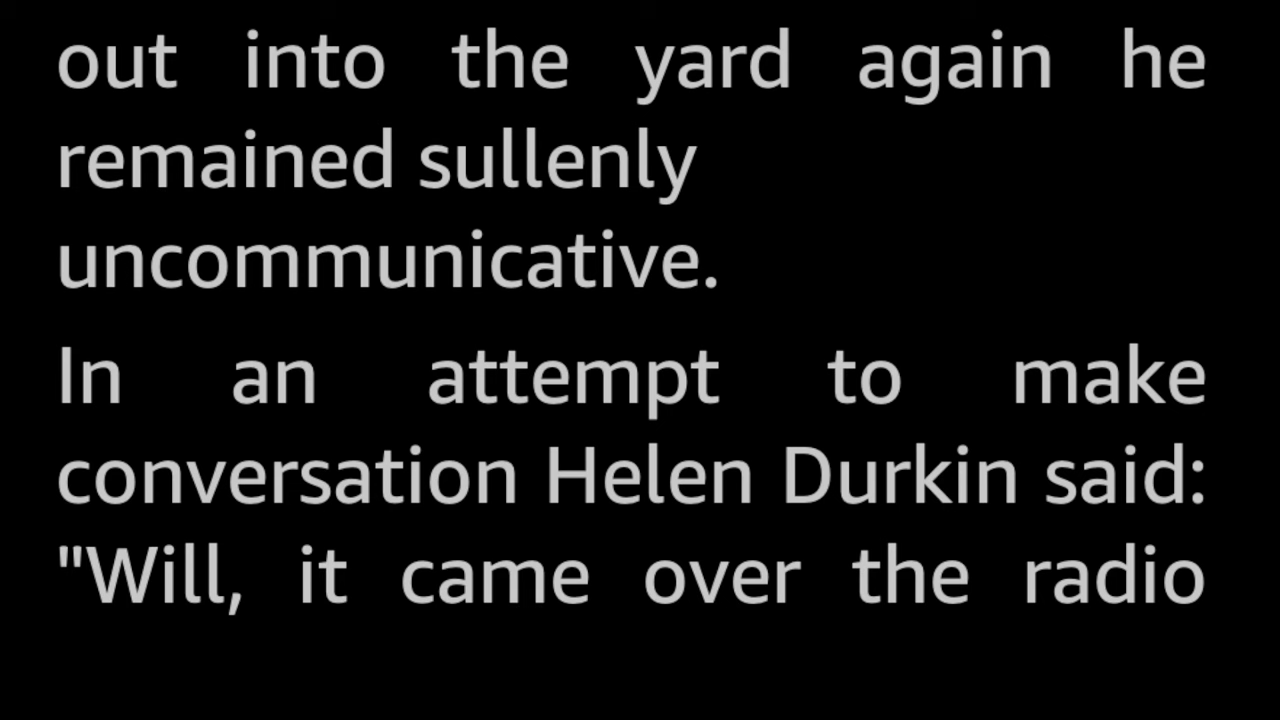 out into the yard again he
remained sullenly
uncommunicative.
In an attempt to make
conversation Helen Durkin said:
"Will, it came over the radio